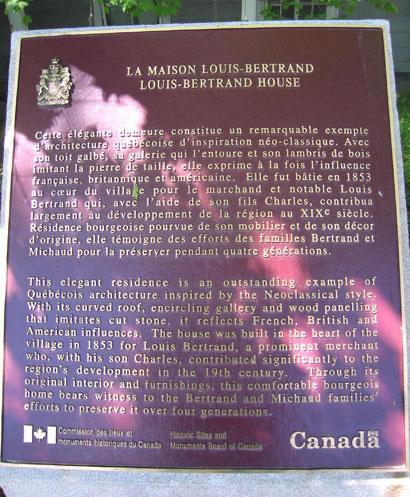 LA MAISON LOUIS-BERTRAND
LOUIS-BERTRAND HOUSE
Cette élégante demeure constitue un remarquable exemple
d'architecture québécoise d'inspiration néo-classique. Avec
son toit galbé, sa galerie qui l'entoure et son lambris de bois
imitant la pierre de taille, elle exprime à la fois l'influence
française, britannique et américaine. Elle fut bâtie en 1853
au cœur du village pour le marchand et notable Louis
Bertrand qui, avec l'aide de son fils Charles, contribua
largement au développement de la région au XIXe siècle.
Résidence bourgeoise pourvue de son mobilier et de son décor
d'origine, elle témoigne des efforts des familles Bertrand et
Michaud pour la préserver pendant quatre générations.
This elegant residence is an outstanding example of
Québécois architecture inspired by the Neoclassical style.
With its curved roof, encircling gallery and wood panelling
that imitates cut stone, it reflects French, British and
American influences. The house was built in the heart of the
village in 1853 for Louis Bertrand, a prominent merchant
who, with his son Charles, contributed significantly to the
region's development in the 19th century. Through its
original interior and furnishings, this comfortable bourgeois
home bears witness to the Bertrand and Michaud families'
efforts to preserve it over four generations.
Commission des lieux et
monuments historiques du Canada
Historic Sites and
Monuments Board of Canada
Canada